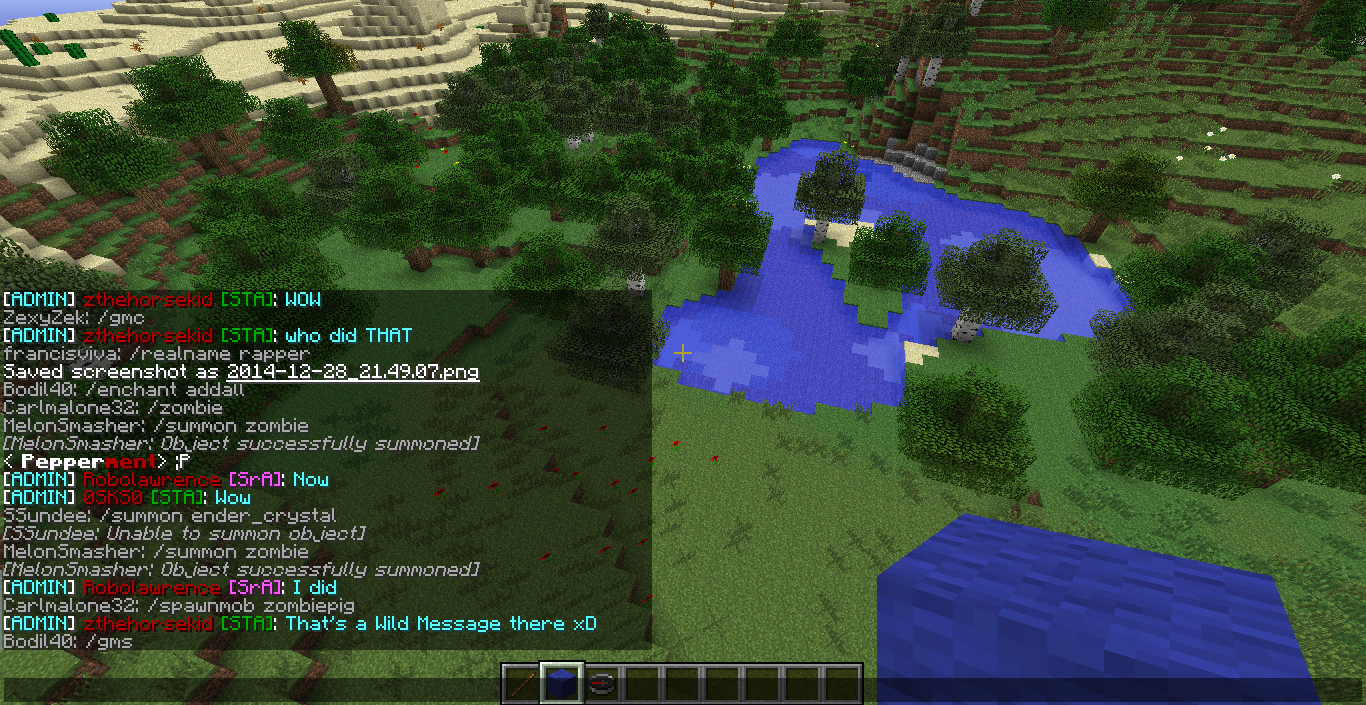 [ADMIN] zthehorsekid [STA]: WOW
ZexyZek: /gmc
[ADMIN] zthehorsekid [STA]: who did THAT
francisviva: /realname rapper
Saved screenshot as 2014-12-28_21.49.07.png
Bodil40: /enchant addall
Carlmalone32: /zombie
MelonSmasher: /summon zombie
[MelonSmasher: Object successfully summoned]
< Pepperment> ;P
[ADMIN] Robolawrence [SrA]: Now
[ADMIN] 0SKS0 [STA]: Wow
SSundee: /summon ender_crystal
[SSundee: Unable to summon object]
MelonSmasher: /summon zombie
[MelonSmasher: Object successfully summoned]
[ADMIN] Robolawrence [SrA]: I did
Carlmalone32: /spawnmob zombiepig
[ADMIN] zthehorsekid [STA]: That's a Wild Message there xD
Bodil40: /gms